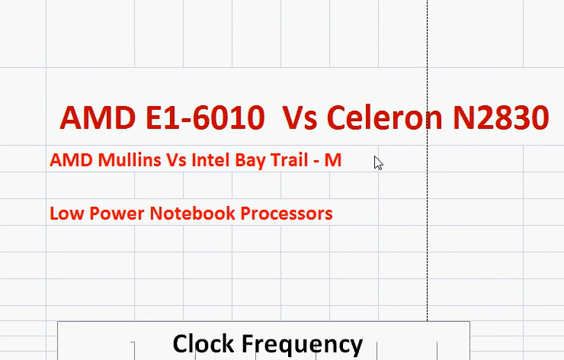 AMD E1-6010 Vs Celeron N2830
AMD Mullins Vs Intel Bay Trail - M
Low Power Notebook Processors
Clock Frequency